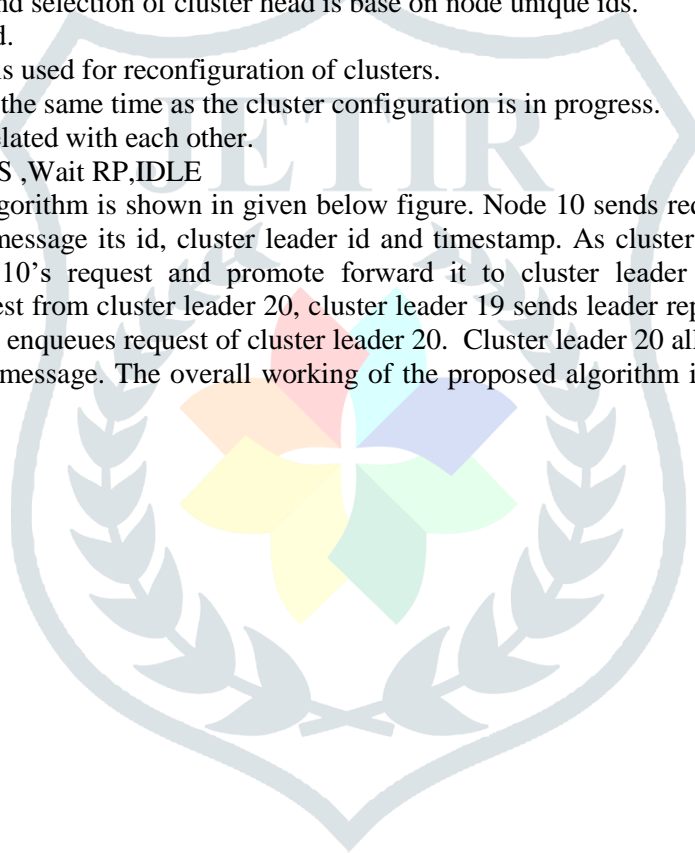 nd selection of cluster head is base on node unique ids.
d.
is used for reconfiguration of clusters.
the same time as the cluster configuration is in progress.
elated with each other.
S ,Wait RP,IDLE
gorithm is shown in given below figure. Node 10 sends
message its id, cluster leader id and timestamp. As cluster
10’s request and promote forward it to cluster leader
est from cluster leader 20, cluster leader 19 sends leader rep
enqueues request of cluster leader 20. Cluster leader 20 all
message. The overall working of the proposed algorithm i
JETIR